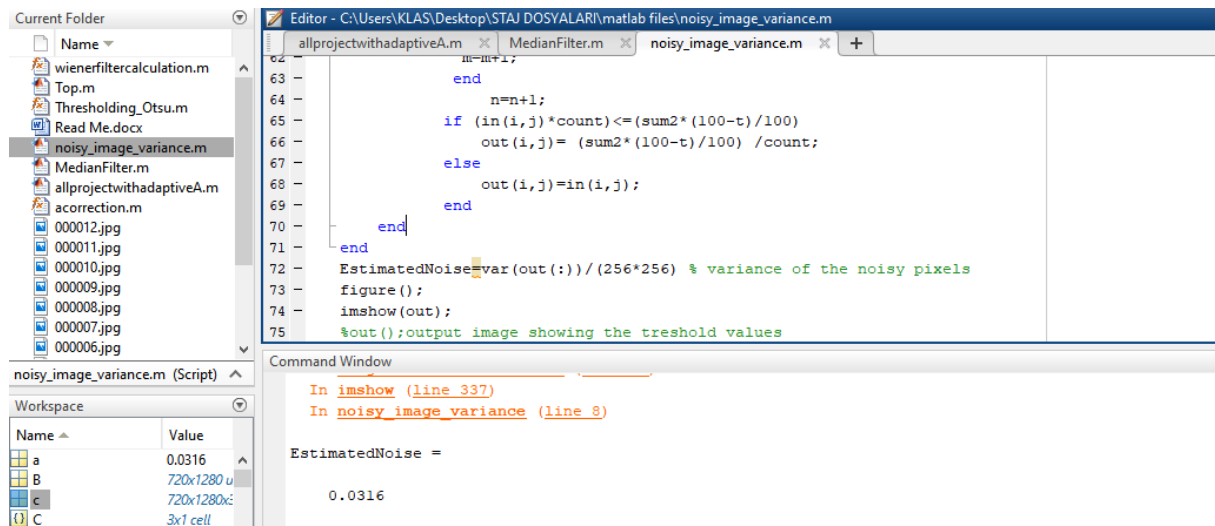 Current Folder
Name
wienerfiltercalculation.m
Top.m
Thresholding_Otsu.m
Read Me.docx
noisy_image_variance.m
MedianFilter.m
allprojectwithadaptiveA.m
acorrection.m
000012.jpg
000011.jpg
000010.jpg
000009.jpg
000008.jpg
000007.jpg
000006.jpg
noisy_image_variance.m (Script)
Workspace
Name Value
a 0.0316
B 720x1280 u
c 720x1280x3
C 3x1 cell
Editor - C:\Users\KLAS\Desktop\STAJ DOSYALARI\matlab files\noisy_image_variance.m
allprojectwithadaptiveA.m MedianFilter.m noisy_image_variance.m +
62 - m=m+1;
63 - end
64 - n=n+1;
65 - if (in(i,j)*count)<=(sum2*(100-t)/100)
66 - out(i,j)= (sum2*(100-t)/100) /count;
67 - else
68 - out(i,j)=in(i,j);
69 - end
70 - end
71 - end
72 - EstimatedNoise=var(out(:))/(256*256) % variance of the noisy pixels
73 - figure();
74 - imshow(out);
75 %out();output image showing the treshold values
Command Window
In imshow (line 337)
In noisy_image_variance (line 8)
EstimatedNoise =
0.0316